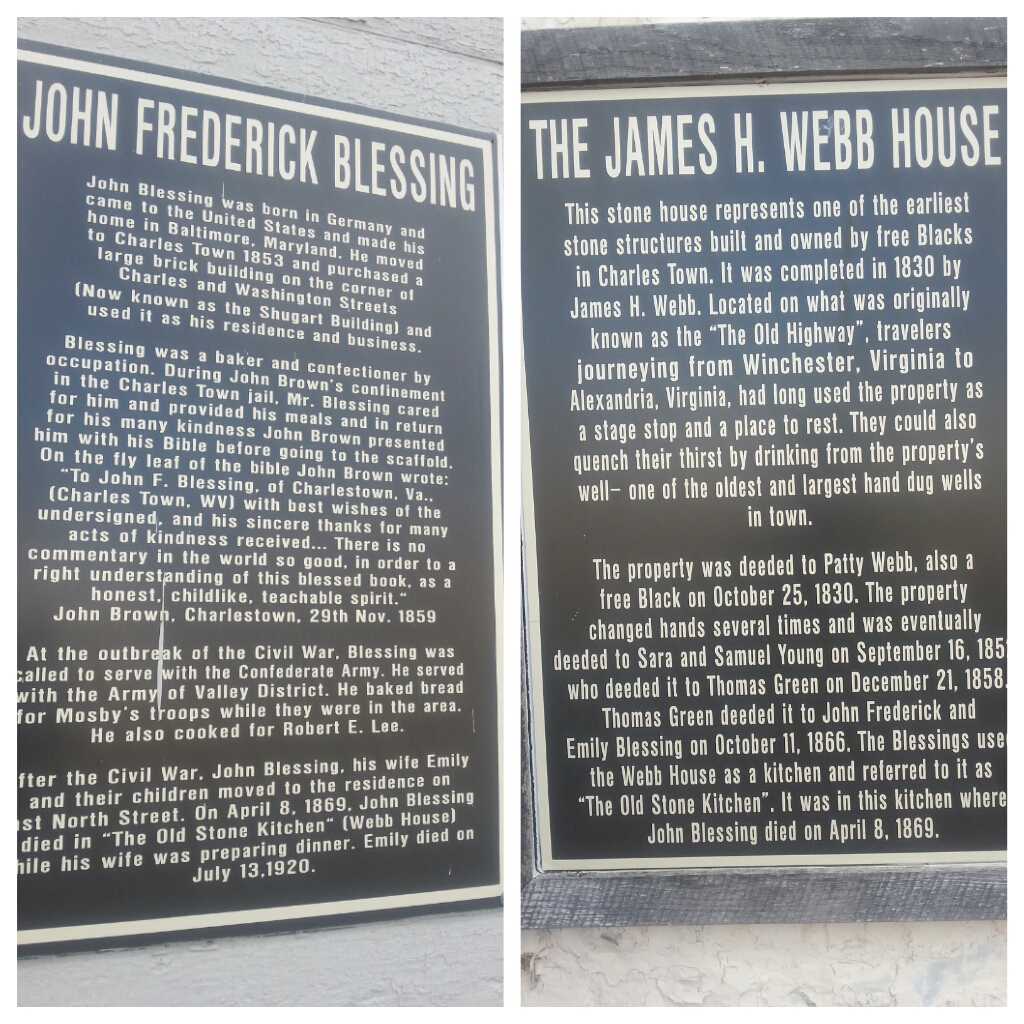 JOHN FREDERICK BLESSING
John Blessing was born in Germany and
came to the United States and made his
home in Baltimore, Maryland. He moved
to Charles Town 1853 and purchased a
large brick building on the corner of
Charles and Washington Streets
(Now known as the Shugart Building) and
used it as his residence and business.
Blessing was a baker and confectioner by
occupation. During John Brown's confinement
in the Charles Town jail, Mr. Blessing cared
for him and provided his meals and in return
for his many kindness John Brown presented
him with his Bible before going to the scaffold.
On the fly leaf of the bible John Brown wrote:
"To John F. Blessing, of Charlestown, Va.,
(Charles Town, WV) with best wishes of the
undersigned, and his sincere thanks for many
acts of kindness received... There is no
commentary in the world so good, in order to a
right understanding of this blessed book, as a
honest, childlike, teachable spirit."
John Brown, Charlestown, 29th Nov. 1859
At the outbreak of the Civil War, Blessing was
called to serve with the Confederate Army. He served
with the Army of Valley District. He baked bread
for Mosby's troops while they were in the area.
He also cooked for Robert E. Lee.
fter the Civil War, John Blessing, his wife Emily
and their children moved to the residence on
st North Street. On April 8, 1869, John Blessing
died in "The Old Stone Kitchen" (Webb House)
hile his wife was preparing dinner. Emily died on
July 13,1920.
THE JAMES H. WEBB HOUSE
This stone house represents one of the earliest
stone structures built and owned by free Blacks
in Charles Town. It was completed in 1830 by
James H. Webb. Located on what was originally
known as the "The Old Highway", travelers
journeying from Winchester, Virginia to
Alexandria, Virginia, had long used the property as
a stage stop and a place to rest. They could also
quench their thirst by drinking from the property's
well– one of the oldest and largest hand dug wells
in town.
The property was deeded to Patty Webb, also a
free Black on October 25, 1830. The property
changed hands several times and was eventually
deeded to Sara and Samuel Young on September 16, 185
who deeded it to Thomas Green on December 21, 1858.
Thomas Green deeded it to John Frederick and
Emily Blessing on October 11, 1866. The Blessings used
the Webb House as a kitchen and referred to it as
"The Old Stone Kitchen". It was in this kitchen where
John Blessing died on April 8, 1869.